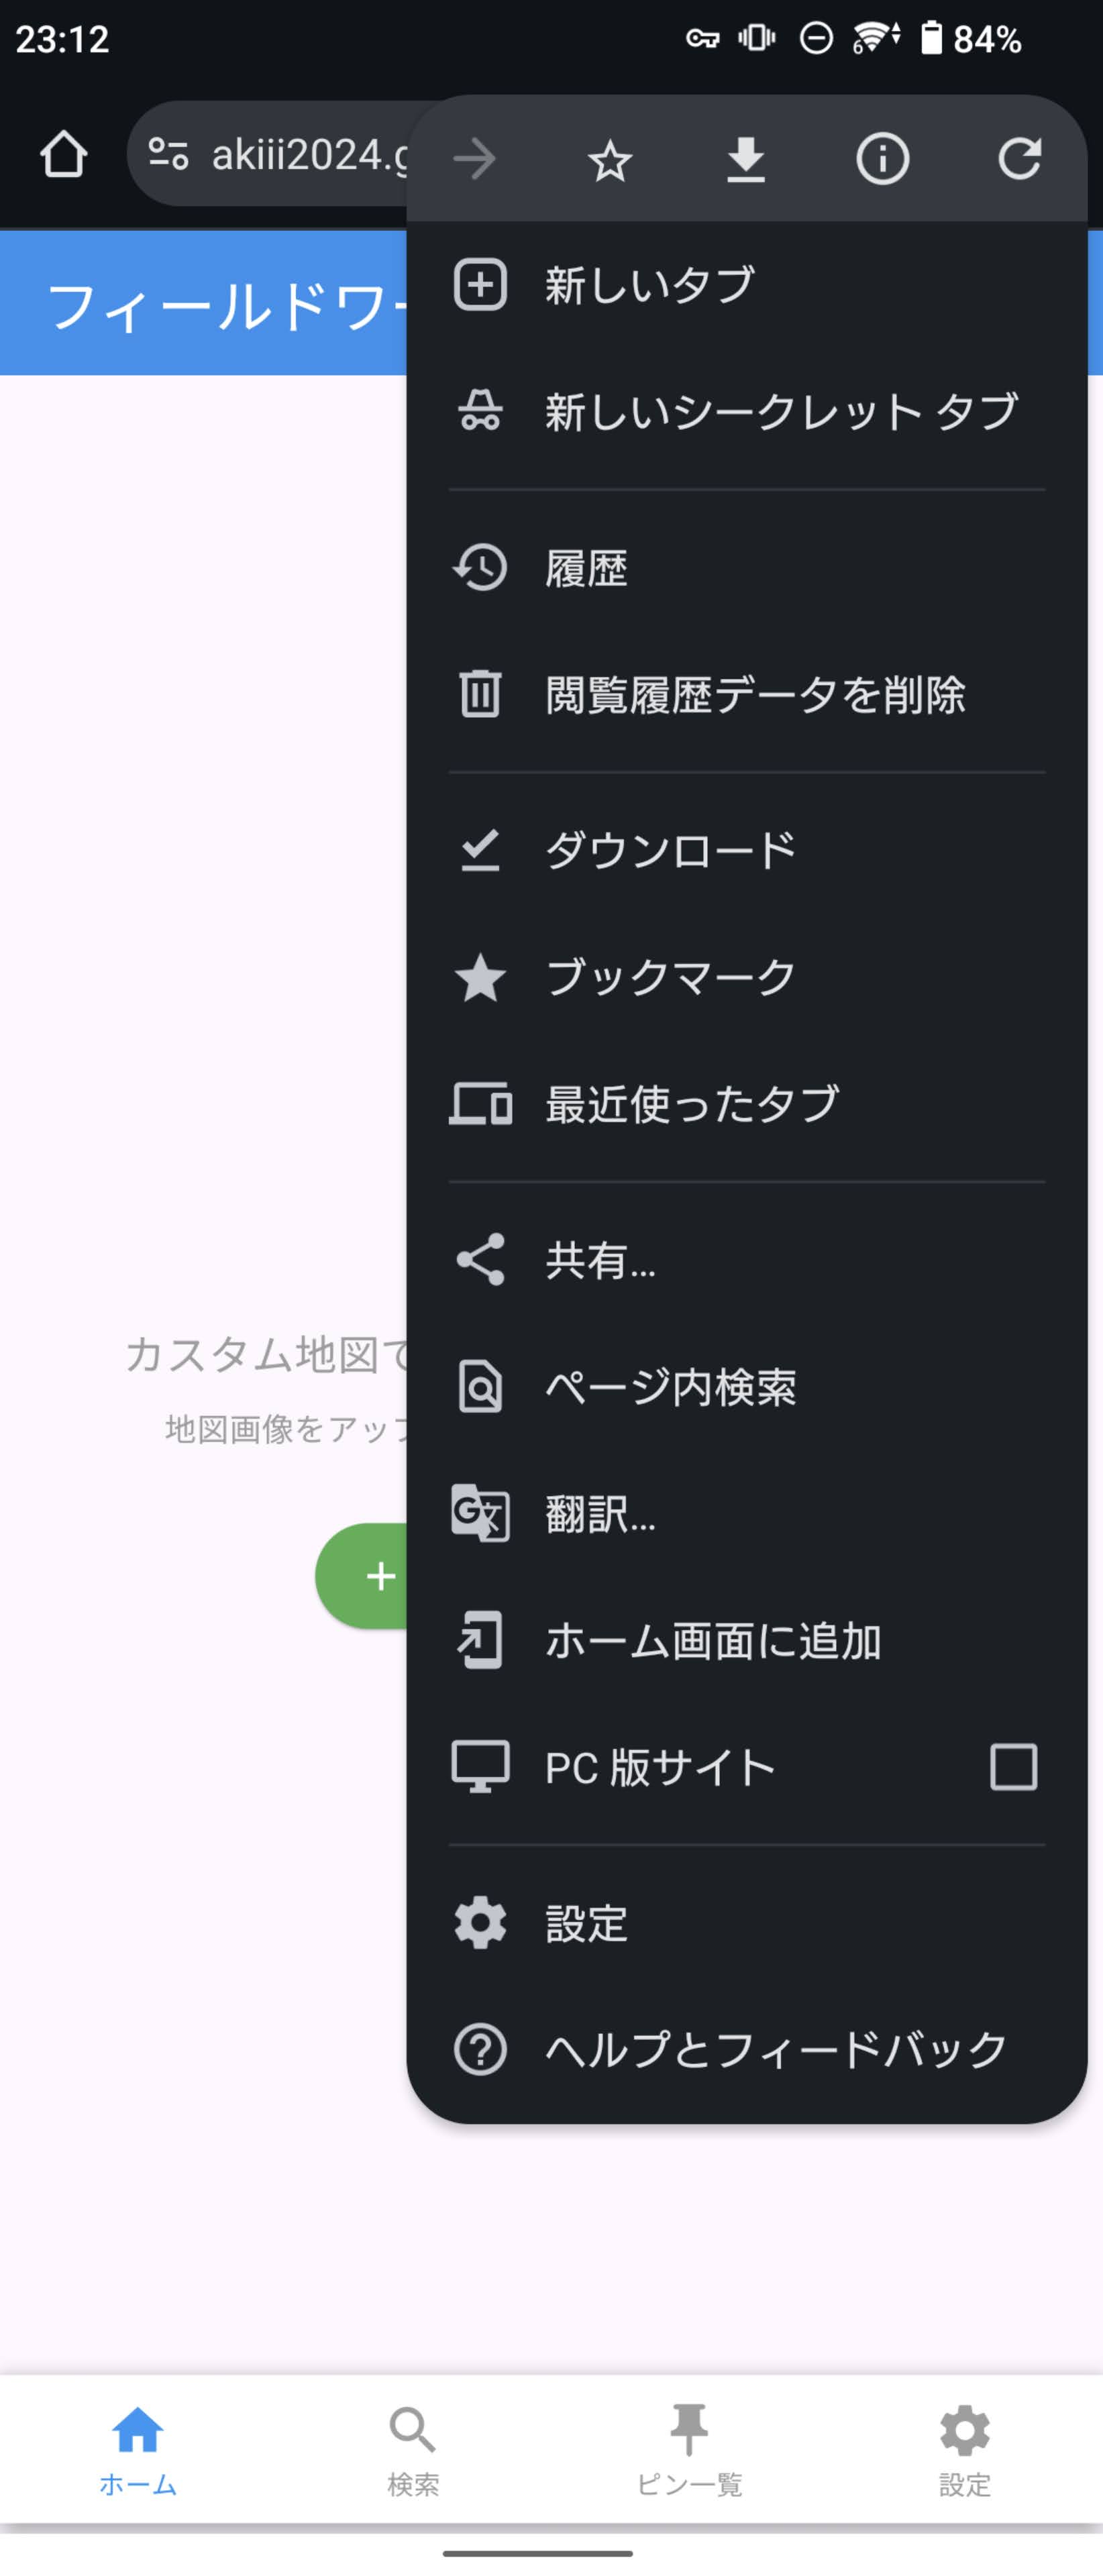 23:12
84%
akiii2024.g
フィールドワー
新しいタブ
新しいシークレット タブ
履歴
閲覧履歴データを削除
ダウンロード
ブックマーク
最近使ったタブ
共有...
カスタム地図で
ページ内検索
地図画像をアップ
翻訳...
+
ホーム画面に追加
PC 版サイト
設定
ヘルプとフィードバック
ホーム
検索
ピン一覧
設定